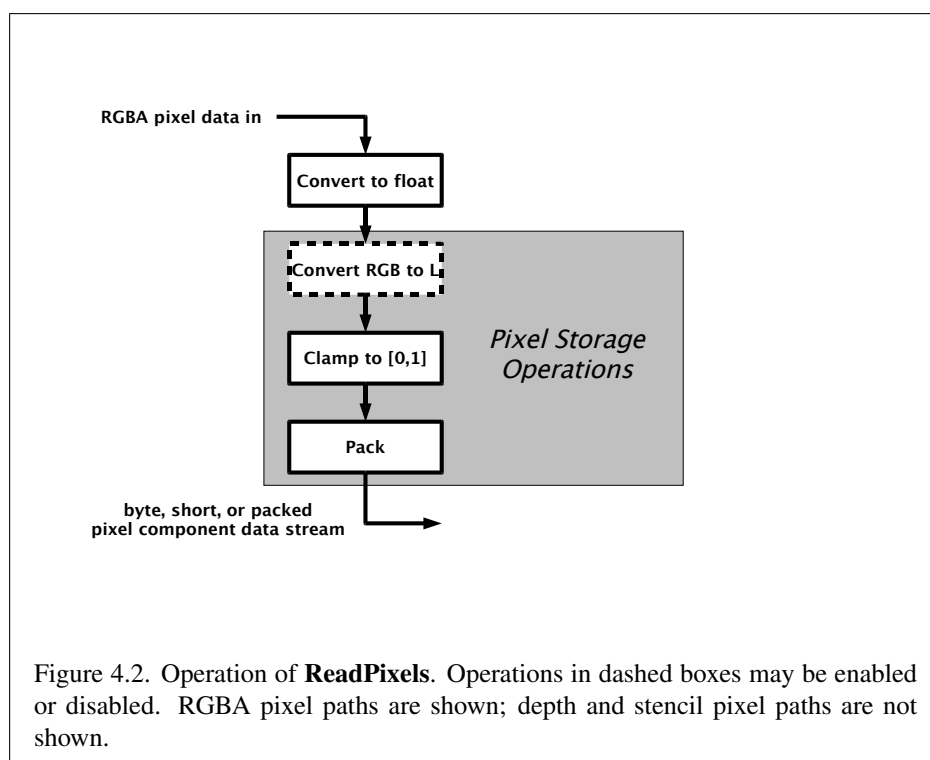 RGBA pixel data in
Convert to float
Convert RGB to L
Clamp to [0,1]
Pixel Storage
Operations
Pack
byte, short, or packed
pixel component data stream
Figure 4.2. Operation of ReadPixels. Operations in dashed boxes may be enabled
or disabled. RGBA pixel paths are shown; depth and stencil pixel paths are not
shown.